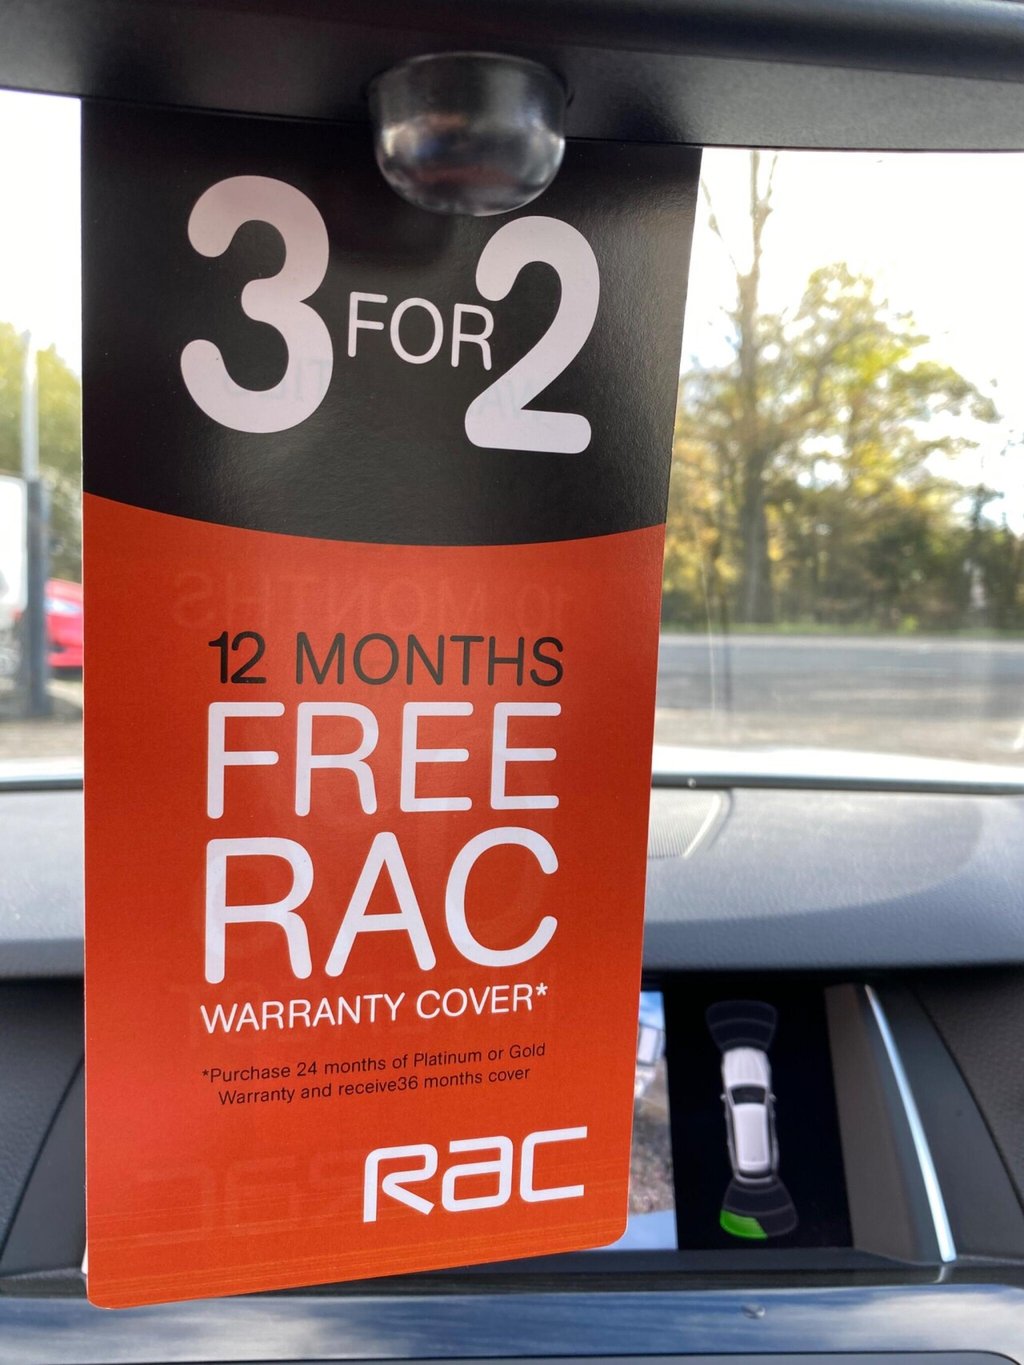 3 FOR 2
12 MONTHS
FREE
RAC
WARRANTY COVER*
*Purchase 24 months of Platinum or Gold
Warranty and receive36 months cover
RAC